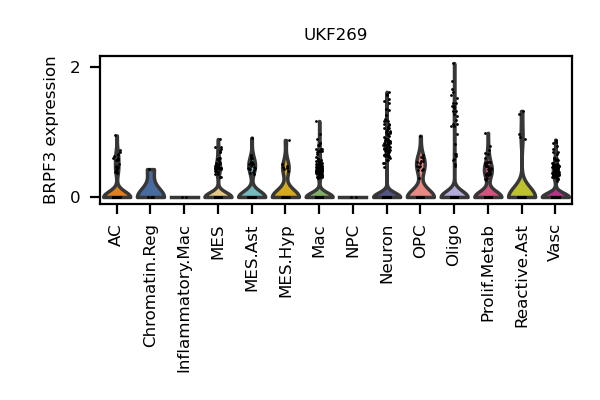 UKF269
BRPF3 expression
2
0
AC
Chromatin.Reg
Inflammatory.Mac
MES
MES.Ast
MES.Hyp
Mac
NPC
Neuron
OPC
Oligo
Prolif.Metab
Reactive.Ast
Vasc